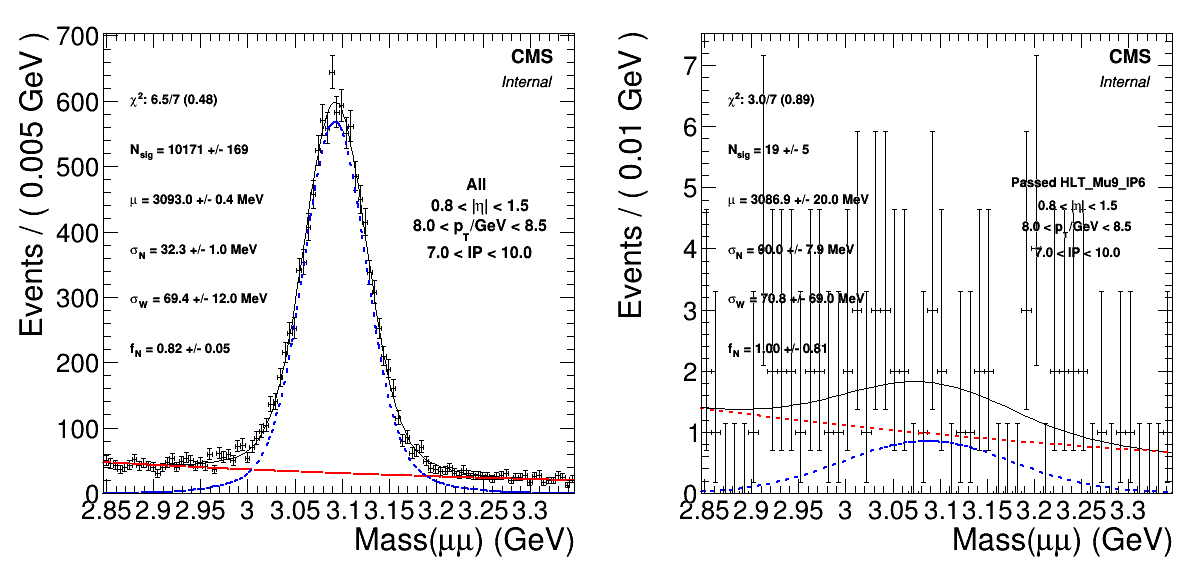 Events / ( 0.005 GeV )
700
600
500
400
300
200
100
0
CMS
Internal
χ²: 6.5/7 (0.48)
N_sig = 10171 +/- 169
μ = 3093.0 +/- 0.4 MeV
σ_N = 32.3 +/- 1.0 MeV
σ_W = 69.4 +/- 12.0 MeV
f_N = 0.82 +/- 0.05
All
0.8 < |η| < 1.5
8.0 < p_T/GeV < 8.5
7.0 < IP < 10.0
2.85 2.9 2.95 3 3.05 3.1 3.15 3.2 3.25 3.3
Mass(μμ) (GeV)
Events / ( 0.01 GeV )
7
6
5
4
3
2
1
0
CMS
Internal
χ²: 3.0/7 (0.89)
N_sig = 19 +/- 5
μ = 3086.9 +/- 20.0 MeV
σ_N = 90.0 +/- 7.9 MeV
σ_W = 70.8 +/- 69.0 MeV
f_N = 1.00 +/- 0.81
Passed HLT_Mu9_IP6
0.8 < |η| < 1.5
8.0 < p_T/GeV < 8.5
7.0 < IP < 10.0
2.85 2.9 2.95 3 3.05 3.1 3.15 3.2 3.25 3.3
Mass(μμ) (GeV)